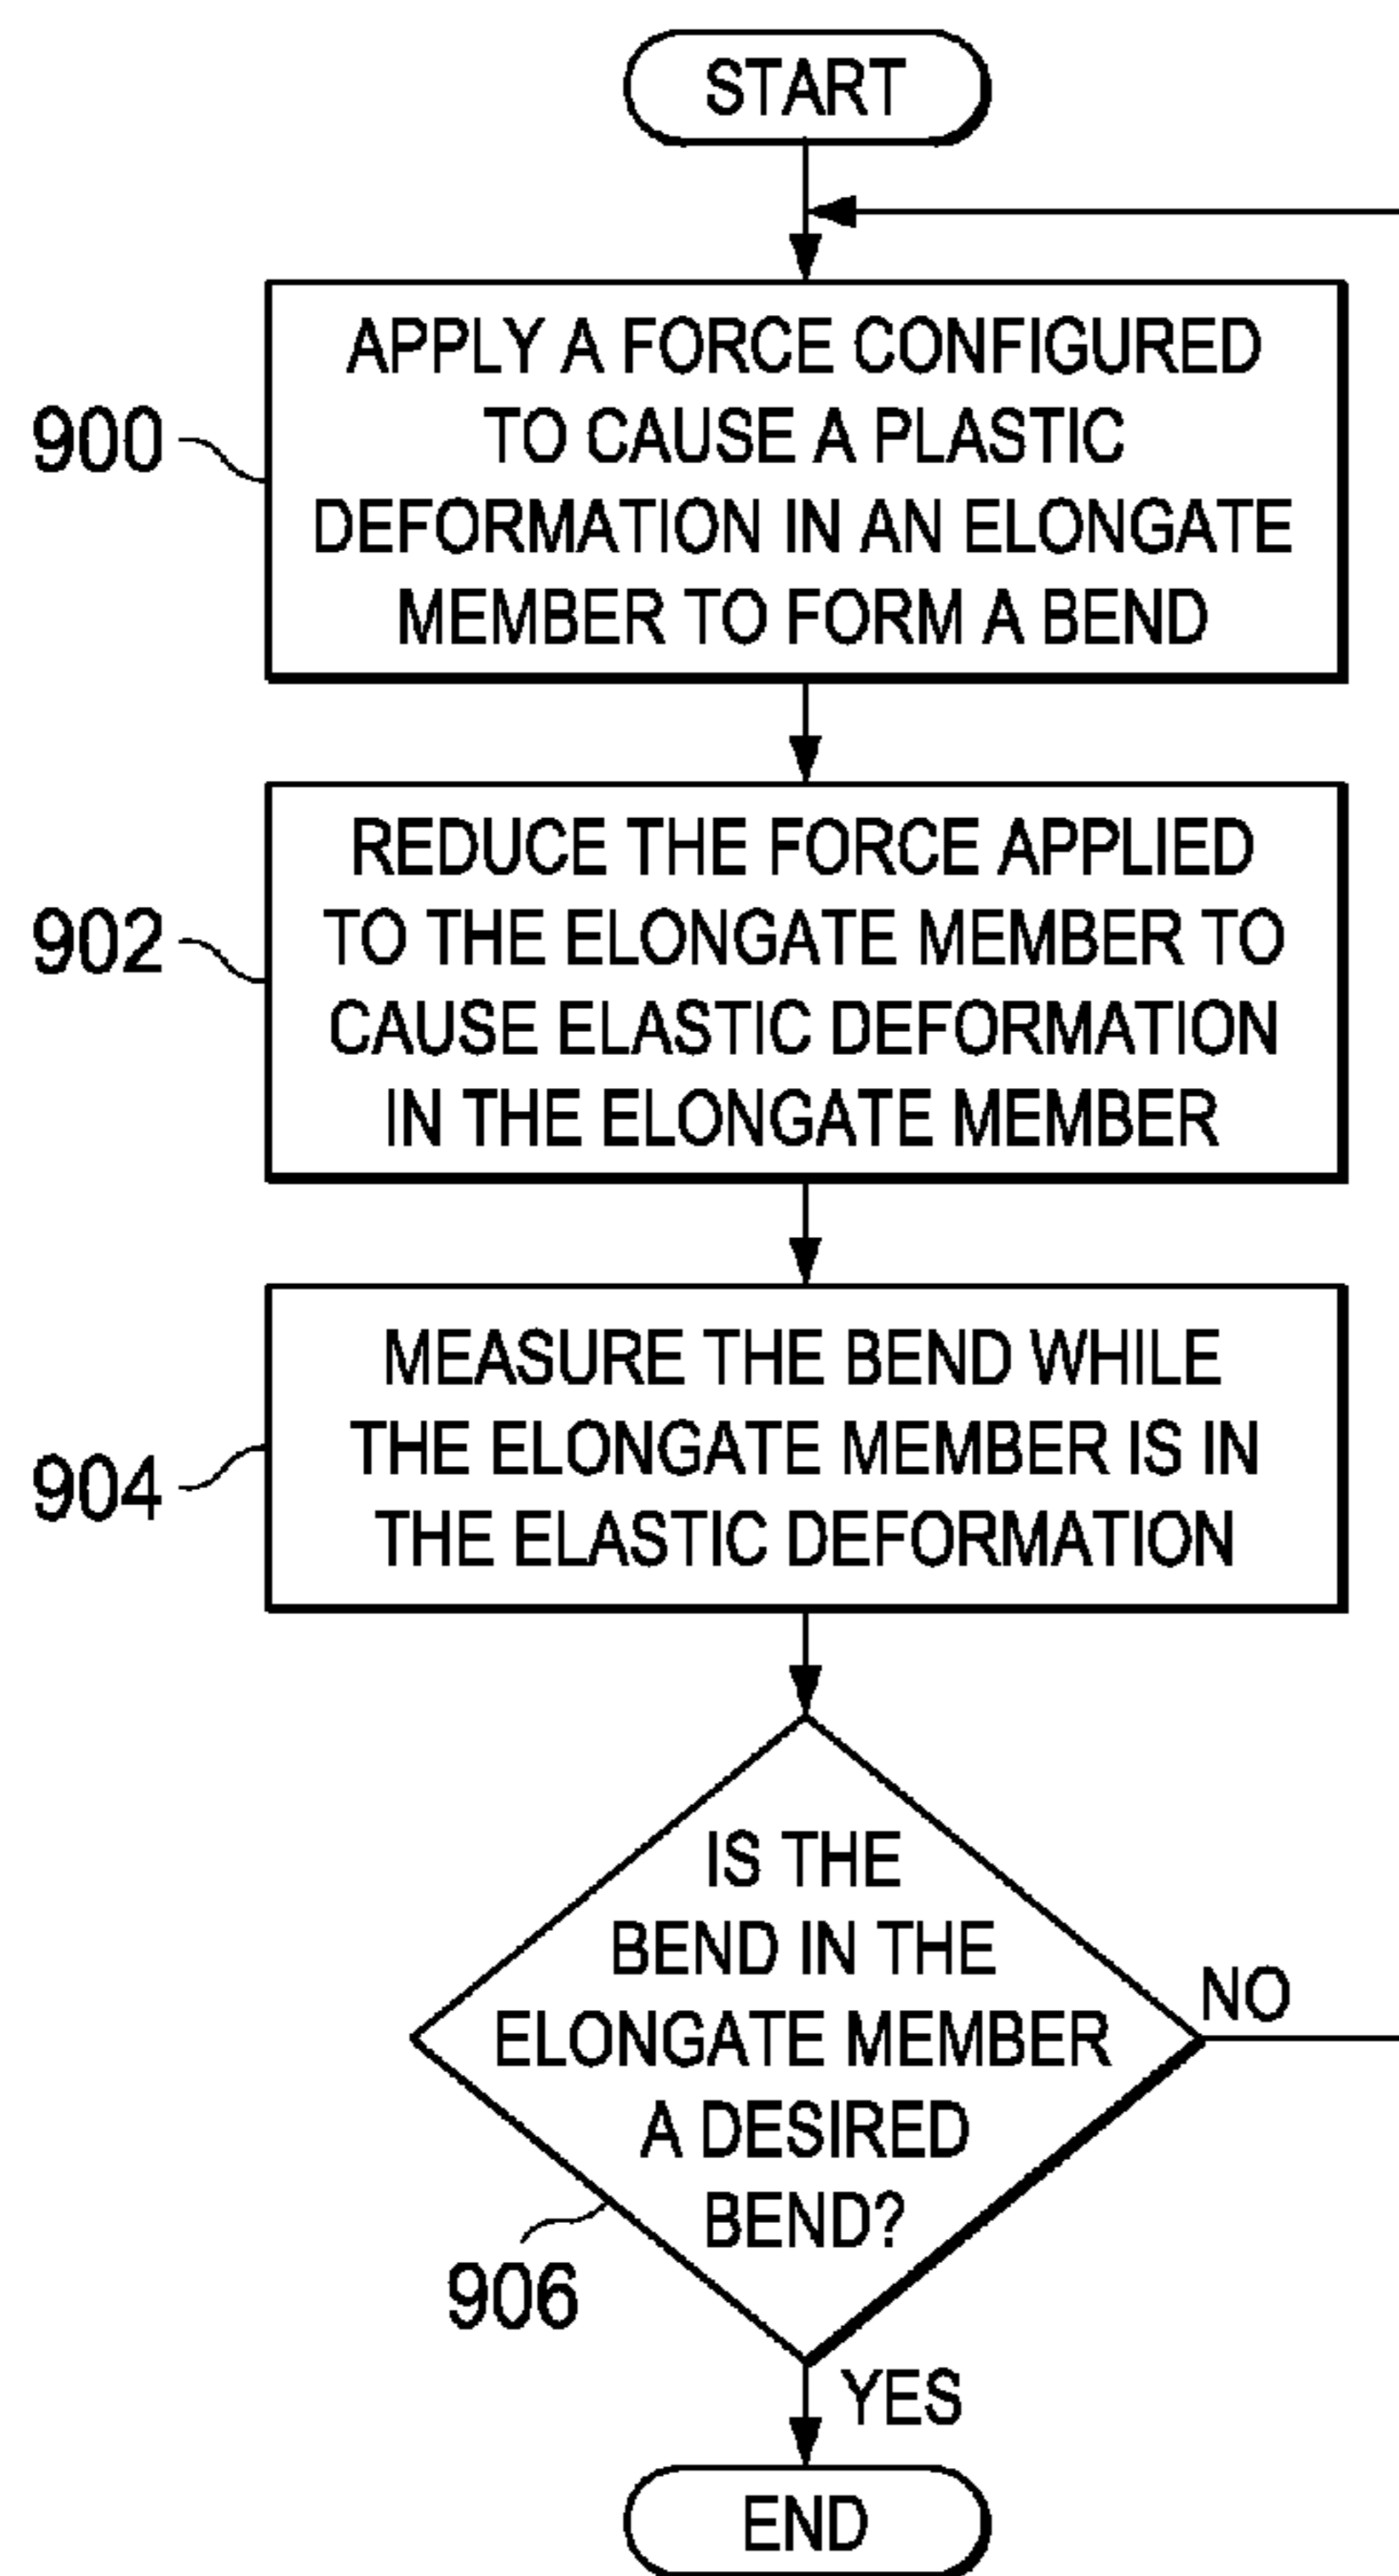 START
APPLY A FORCE CONFIGURED
TO CAUSE A PLASTIC
DEFORMATION IN AN ELONGATE
MEMBER TO FORM A BEND
900
REDUCE THE FORCE APPLIED
TO THE ELONGATE MEMBER TO
CAUSE ELASTIC DEFORMATION
IN THE ELONGATE MEMBER
902
MEASURE THE BEND WHILE
THE ELONGATE MEMBER IS IN
THE ELASTIC DEFORMATION
904
IS THE
BEND IN THE
ELONGATE MEMBER
A DESIRED
BEND?
NO
906
YES
END